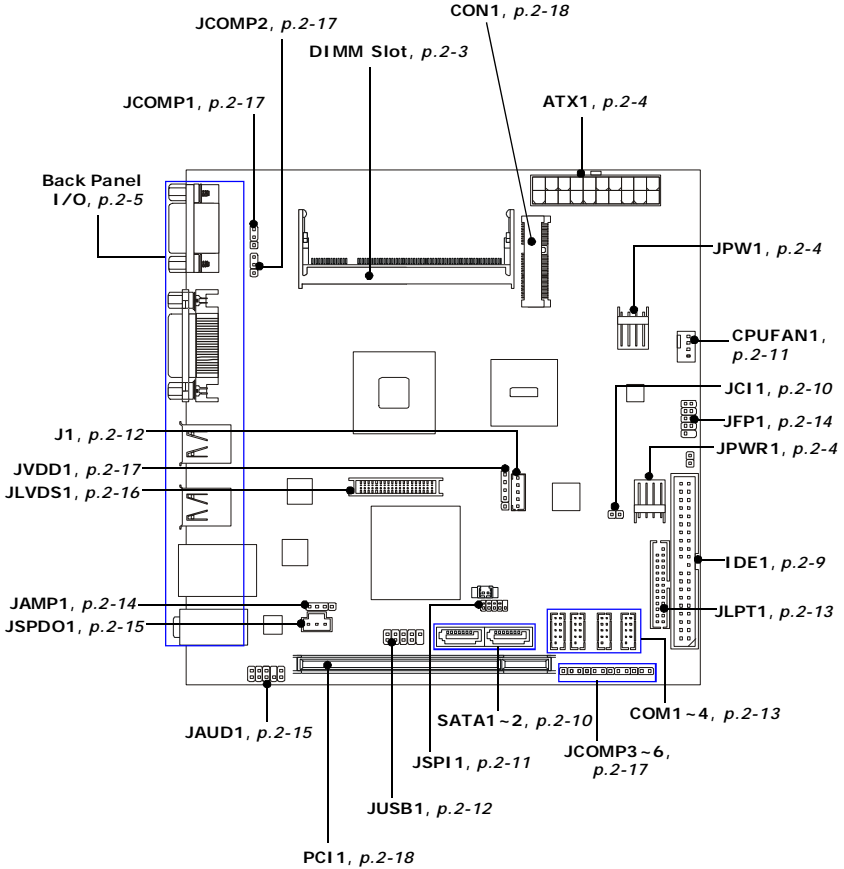 CON1, p.2-18
JCOMP2, p.2-17
DIMM Slot, p.2-3
JCOMP1, p.2-17
ATX1, p.2-4
Back Panel
I/O, p.2-5
JPW1, p.2-4
CPUFAN1,
p.2-11
JCI1, p.2-10
JFP1, p.2-14
J1, p.2-12
JPWR1, p.2-4
JVDD1, p.2-17
JLVDS1, p.2-16
IDE1, p.2-9
JAMP1, p.2-14
JLPT1, p.2-13
JSPDO1, p.2-15
SATA1~2, p.2-10
COM1~4, p.2-13
JAUD1, p.2-15
JSPI1, p.2-11
JCOMP3~6,
p.2-17
JUSB1, p.2-12
PCI1, p.2-18